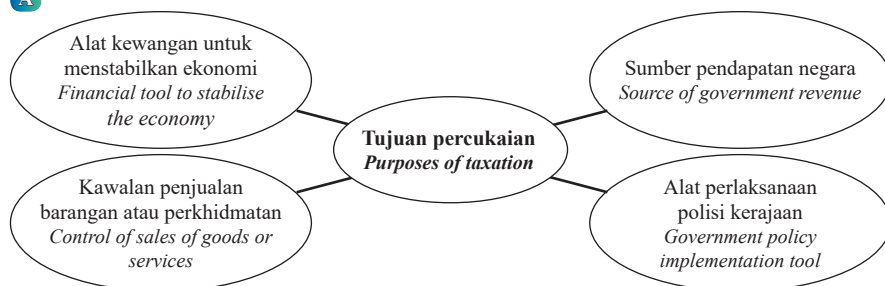 A
Alat kewangan untuk
menstabilkan ekonomi
Financial tool to stabilise
the economy
Sumber pendapatan negara
Source of government revenue
Tujuan percukaian
Purposes of taxation
Kawalan penjualan
barangan atau perkhidmatan
Control of sales of goods or
services
Alat perlaksanaan
polisi kerajaan
Government policy
implementation tool